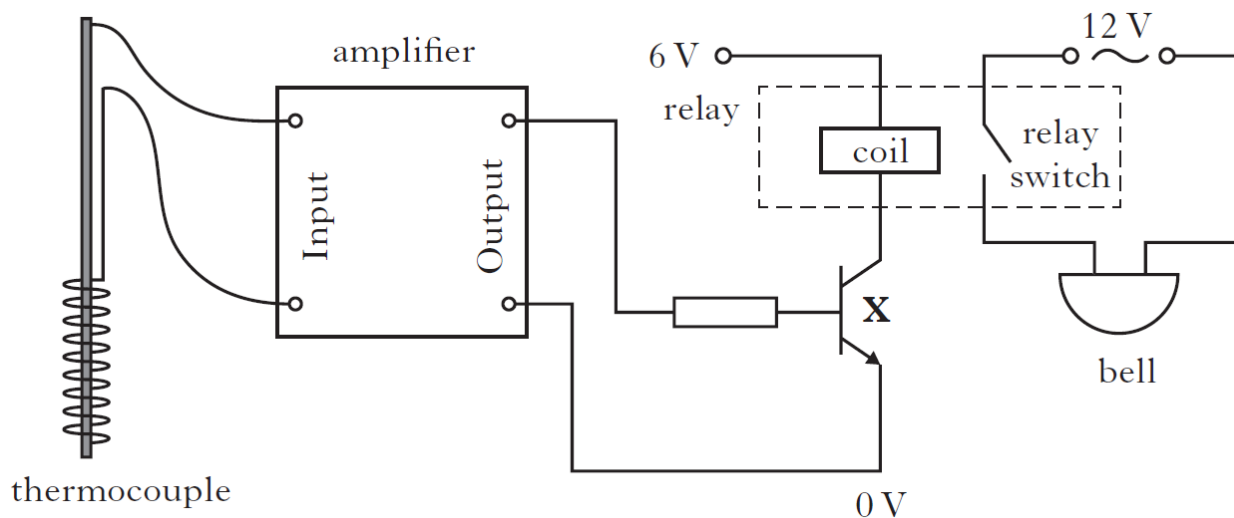 12 V
amplifier
6 V
relay
coil
relay
switch
Input
Output
X
bell
thermocouple
0 V